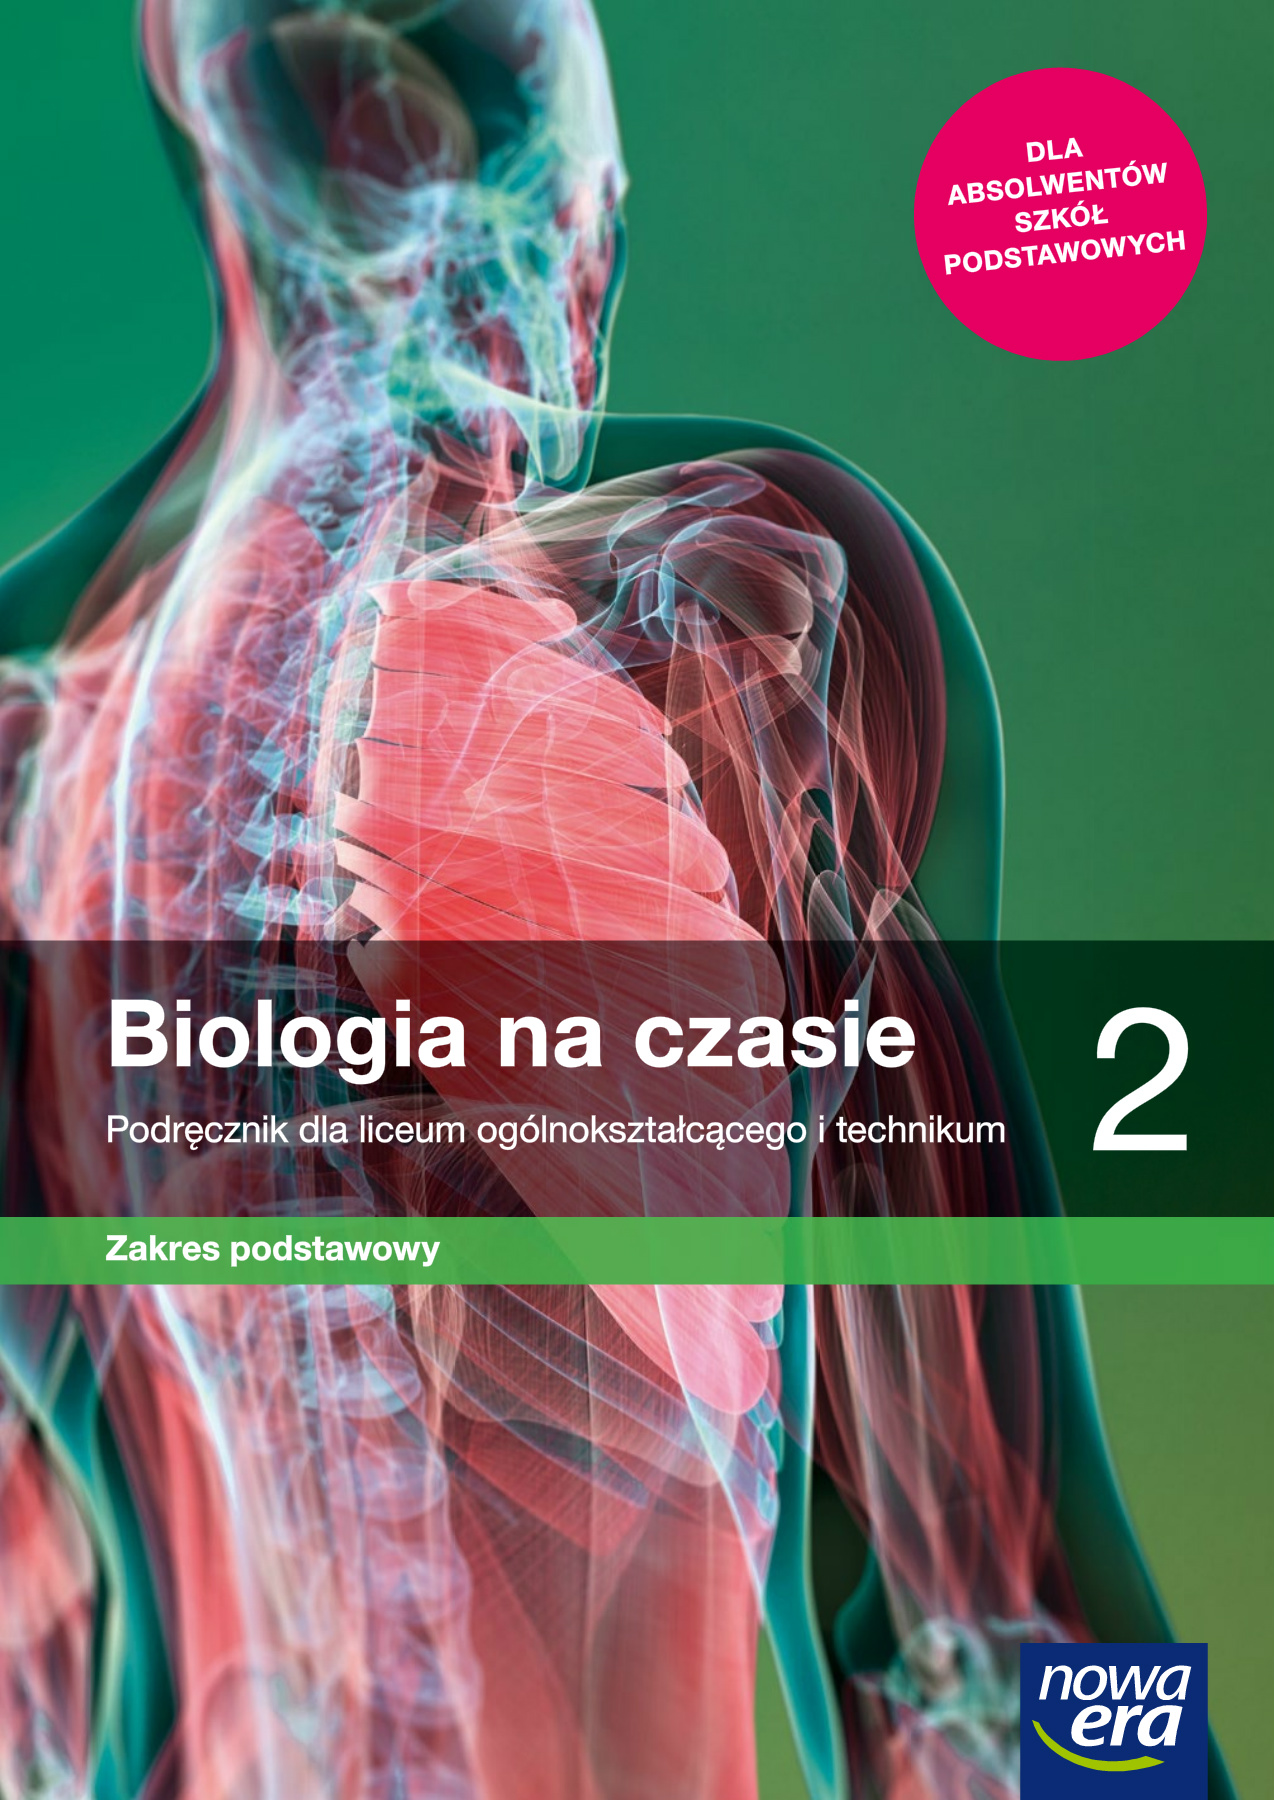 DLA
ABSOLWENTÓW
SZKÓŁ
PODSTAWOWYCH
Biologia na czasie
2
Podręcznik dla liceum ogólnokształcącego i technikum
Zakres podstawowy
nowa
era